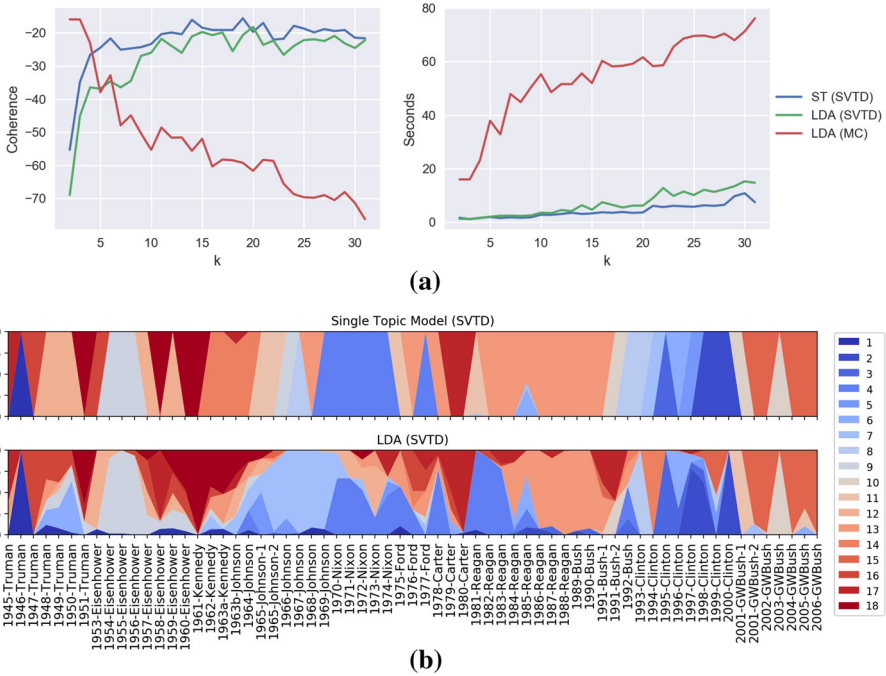 −20
−30
−40
−50
−60
−70
Coherence
5
10
15
20
25
30
k
80
60
40
20
0
Seconds
5
10
15
20
25
30
k
ST (SVTD)
LDA (SVTD)
LDA (MC)
(a)
Single Topic Model (SVTD)
LDA (SVTD)
1945-Truman
1946-Truman
1947-Truman
1948-Truman
1949-Truman
1950-Truman
1951-Truman
1953-Eisenhower
1954-Eisenhower
1955-Eisenhower
1956-Eisenhower
1957-Eisenhower
1958-Eisenhower
1959-Eisenhower
1960-Eisenhower
1961-Kennedy
1962-Kennedy
1963a-Kennedy
1963b-Johnson
1964-Johnson
1965-Johnson-1
1965-Johnson-2
1966-Johnson
1967-Johnson
1968-Johnson
1969-Johnson
1970-Nixon
1971-Nixon
1972-Nixon
1973-Nixon
1974-Nixon
1975-Ford
1976-Ford
1977-Ford
1978-Carter
1979-Carter
1980-Carter
1981-Reagan
1982-Reagan
1983-Reagan
1984-Reagan
1985-Reagan
1986-Reagan
1987-Reagan
1988-Reagan
1989-Bush
1990-Bush
1991-Bush-1
1991-Bush-2
1992-Bush
1993-Clinton
1994-Clinton
1995-Clinton
1996-Clinton
1997-Clinton
1998-Clinton
1999-Clinton
2000-Clinton
2001-GWBush-1
2001-GWBush-2
2002-GWBush
2003-GWBush
2004-GWBush
2005-GWBush
2006-GWBush
1
2
3
4
5
6
7
8
9
10
11
12
13
14
15
16
17
18
(b)